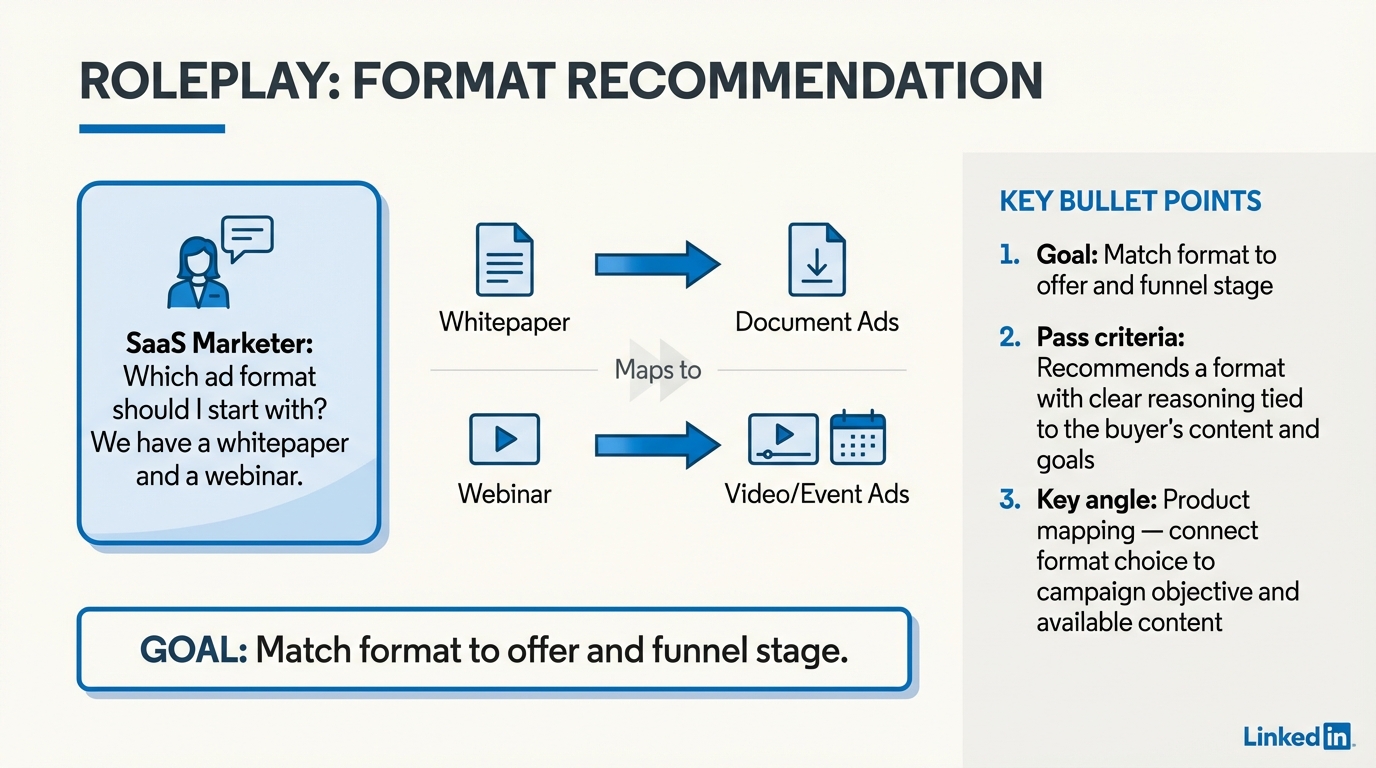 ROLEPLAY: FORMAT RECOMMENDATION
SaaS Marketer:
Which ad format
should I start with?
We have a whitepaper
and a webinar.
Whitepaper
Document Ads
Maps to
Webinar
Video/Event Ads
GOAL: Match format to offer and funnel stage.
KEY BULLET POINTS
1. Goal: Match format to
offer and funnel stage
2. Pass criteria:
Recommends a format
with clear reasoning tied
to the buyer's content and
goals
3. Key angle: Product
mapping — connect
format choice to
campaign objective and
available content
Linked in